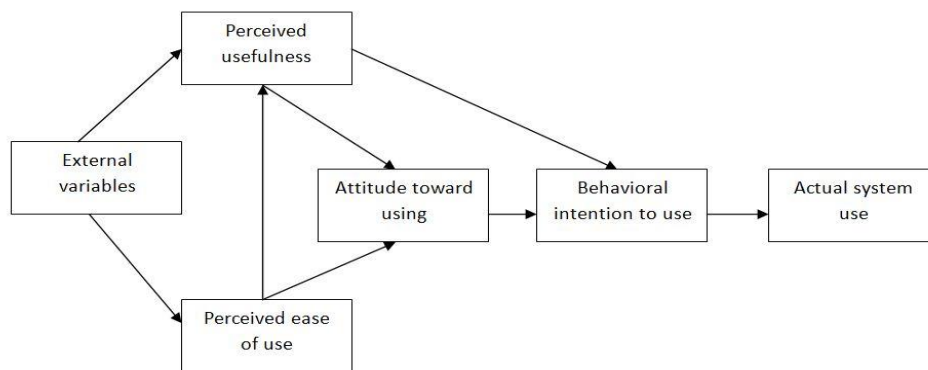 Perceived
usefulness
External
variables
Attitude toward
using
Behavioral
intention to use
Actual system
use
Perceived ease
of use